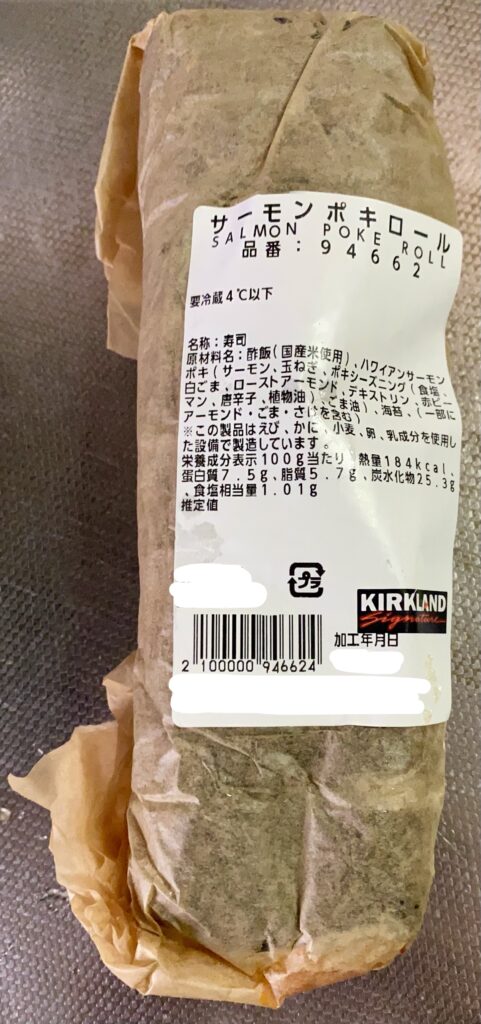 サーモンポキロール
SALMON POKE ROLL
品番：94662
要冷蔵4℃以下
名称：寿司
原材料名：酢飯(国産米使用)、ハワイアンサーモン
ポキ(サーモン、玉ねぎ、ポキシーズニング(食塩、
白ごま、ローストアーモンド、デキストリン、赤ピー
マン、唐辛子、植物油)、ごま油)、海苔、(一部に
アーモンド・ごま・さけを含む)
※この製品はえび、かに、小麦、卵、乳成分を使用し
た設備で製造しています。
栄養成分表示100g当たり、熱量184kcal、
蛋白質7.5g、脂質5.7g、炭水化物25.3g
、食塩相当量1.01g
推定値
プラ
KIRKLAND
Signature
加工年月日
2 100000 946624